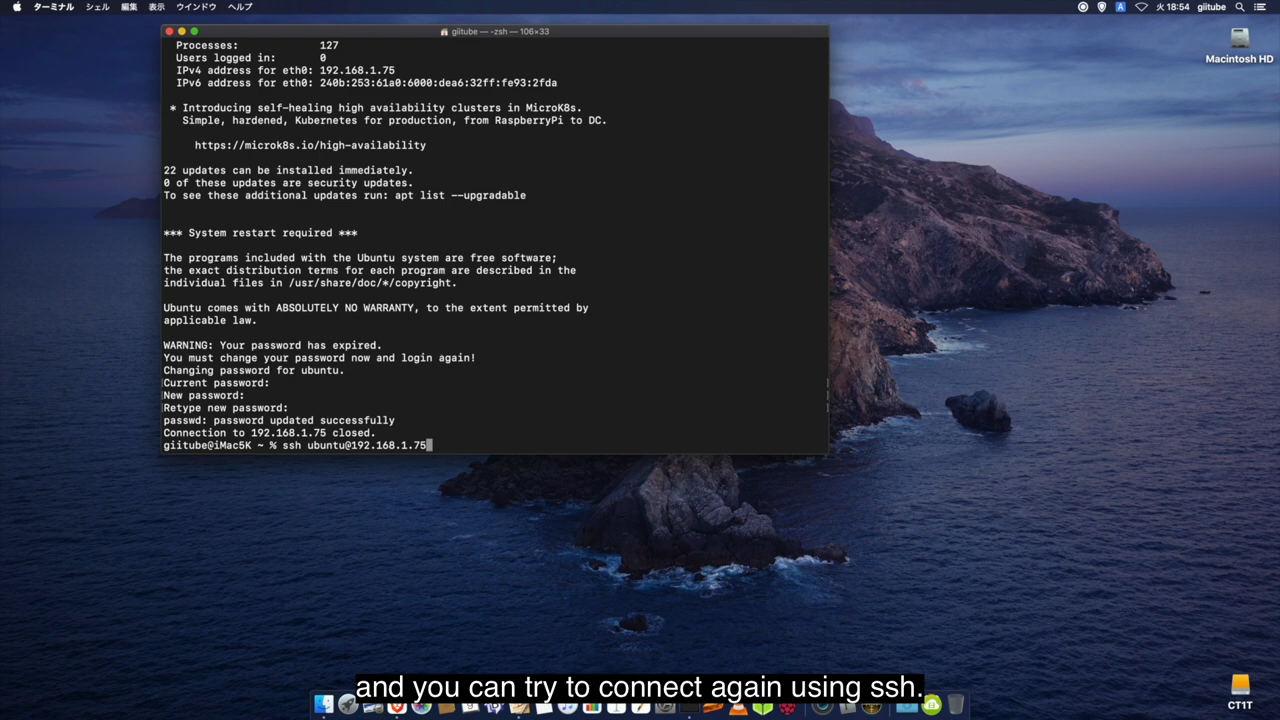 ターミナル シェル 編集 表示 ウインドウ ヘルプ
A 火 18:54 giitube
giitube — -zsh — 106×33
Processes: 127
Users logged in: 0
IPv4 address for eth0: 192.168.1.75
IPv6 address for eth0: 240b:253:61a0:6000:dea6:32ff:fe93:2fda
* Introducing self-healing high availability clusters in MicroK8s.
Simple, hardened, Kubernetes for production, from RaspberryPi to DC.
https://microk8s.io/high-availability
22 updates can be installed immediately.
0 of these updates are security updates.
To see these additional updates run: apt list --upgradable
*** System restart required ***
The programs included with the Ubuntu system are free software;
the exact distribution terms for each program are described in the
individual files in /usr/share/doc/*/copyright.
Ubuntu comes with ABSOLUTELY NO WARRANTY, to the extent permitted by
applicable law.
WARNING: Your password has expired.
You must change your password now and login again!
Changing password for ubuntu.
Current password:
New password:
Retype new password:
passwd: password updated successfully
Connection to 192.168.1.75 closed.
giitube@iMac5K ~ % ssh ubuntu@192.168.1.75
Macintosh HD
CT1T
and you can try to connect again using ssh.